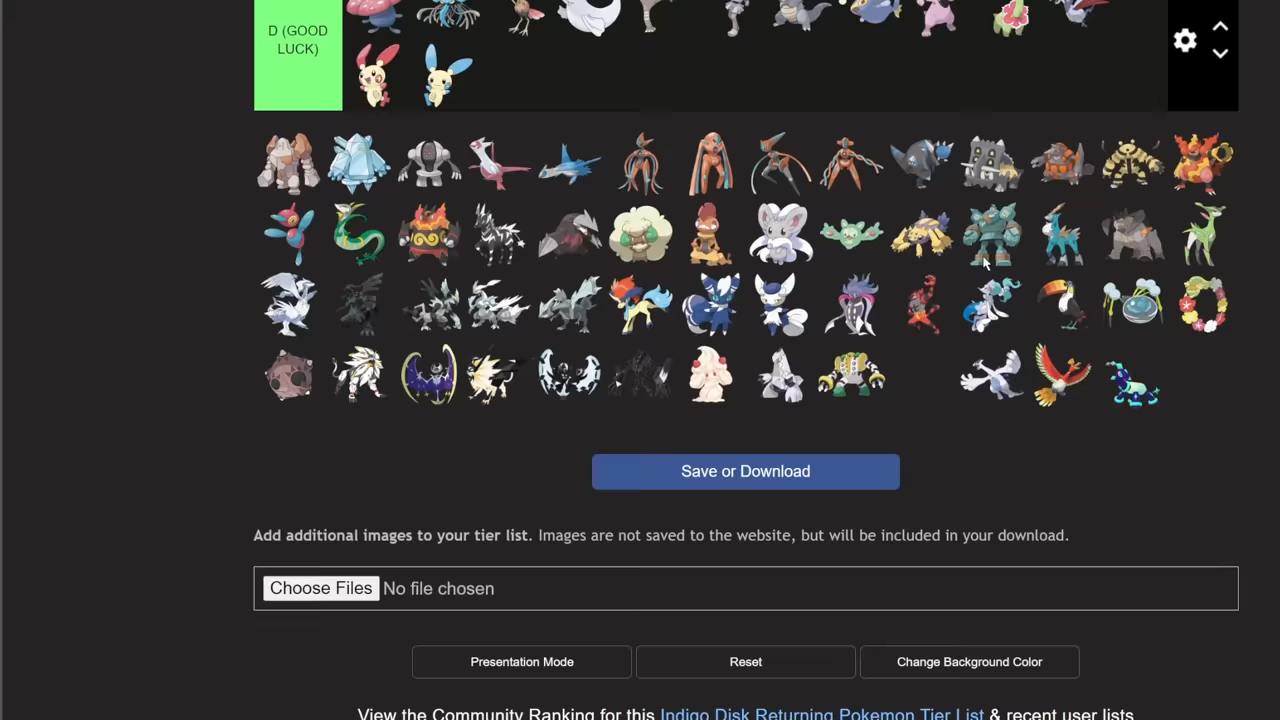 D (GOOD
LUCK)
Save or Download
Add additional images to your tier list. Images are not saved to the website, but will be included in your download.
Choose Files No file chosen
Presentation Mode
Reset
Change Background Color
View the Community Ranking for this Indigo Disk Returning Pokemon Tier List & recent user lists